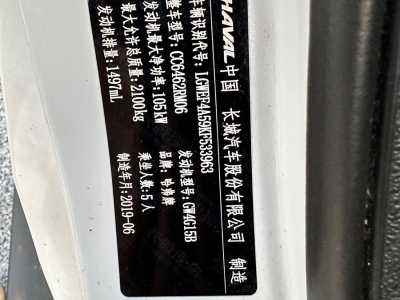 HAVAL 中国 长城汽车股份有限公司 制造
车辆识别代号：LGWEF4A59KF533963
整车型号：CC6462RM06 发动机型号：GW4G15B
发动机最大净功率：105kW 品牌：哈弗牌
最大允许总质量：2100kg 乘坐人数：5人
发动机排量：1497mL 制造年月：2019-06